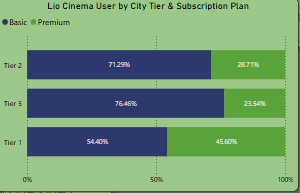 Lio Cinema User by City Tier & Subscription Plan
Basic Premium
Tier 2 71.29% 28.71%
Tier 3 76.46% 23.54%
Tier 1 54.40% 45.60%
0% 50% 100%